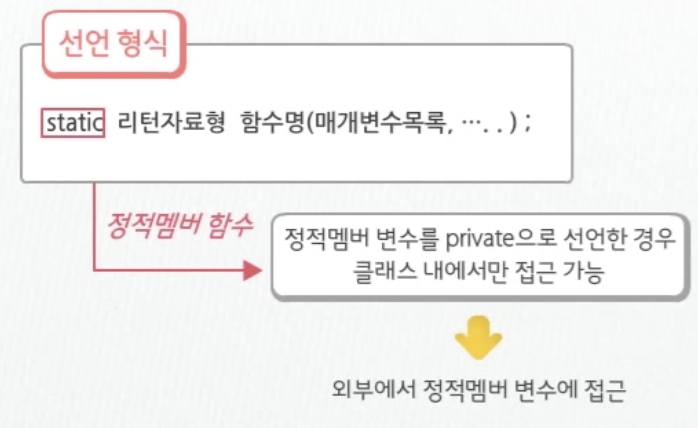 선언 형식
static 리턴자료형 함수명(매개변수목록, ···. . ) ;
정적멤버 함수
정적멤버 변수를 private으로 선언한 경우
클래스 내에서만 접근 가능
외부에서 정적멤버 변수에 접근